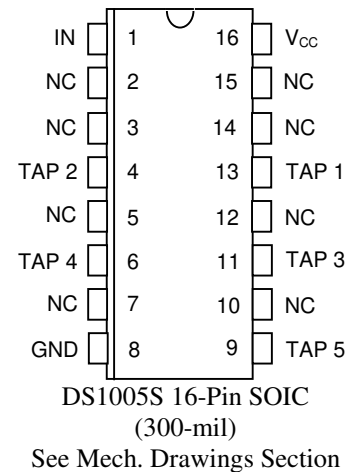 IN 1 16 VCC
NC 2 15 NC
NC 3 14 NC
TAP 2 4 13 TAP 1
NC 5 12 NC
TAP 4 6 11 TAP 3
NC 7 10 NC
GND 8 9 TAP 5
DS1005S 16-Pin SOIC
(300-mil)
See Mech. Drawings Section